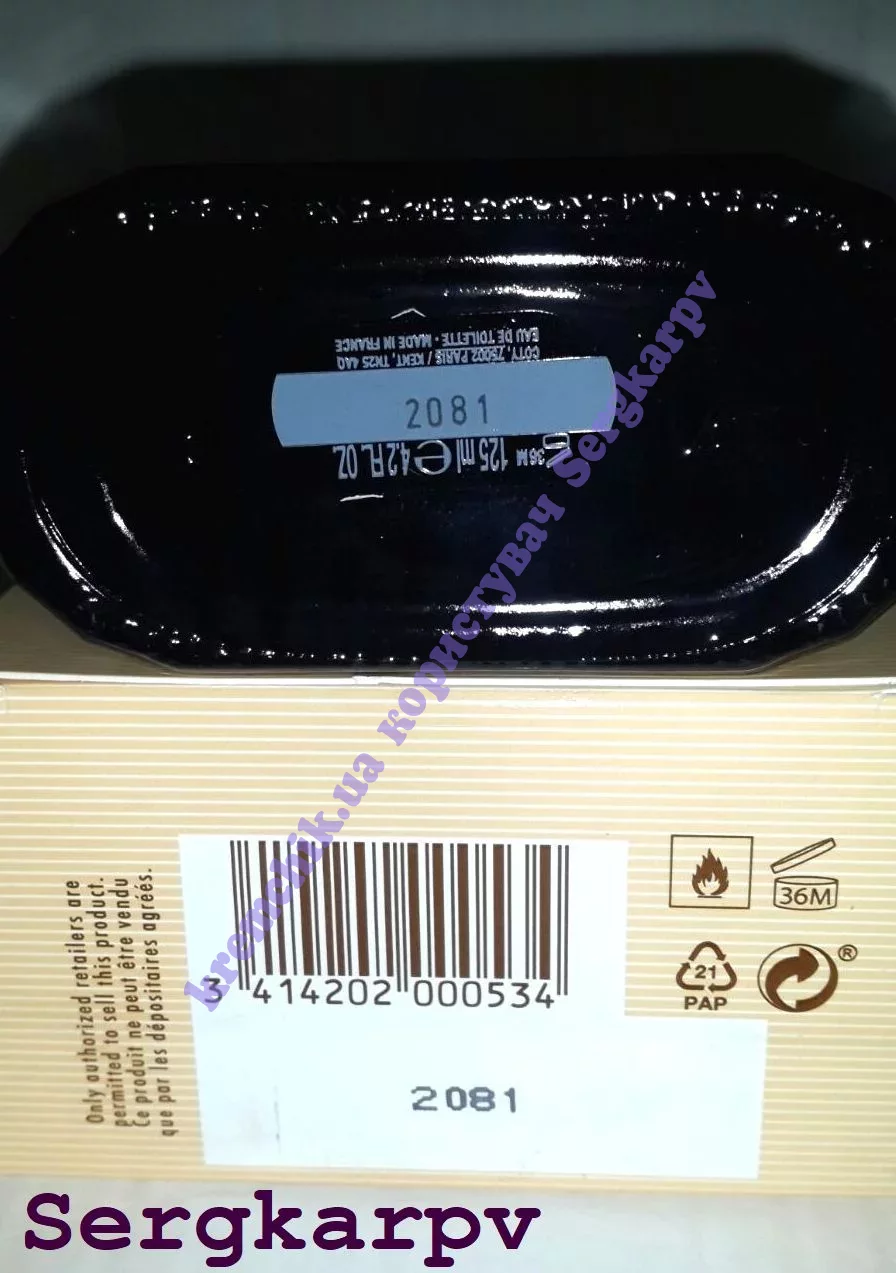 EAU DE TOILETTE • MADE IN FRANCE
COTY, 75002 PARIS / KENT, TN25 4AQ
2081
36M 125 ml e 4.2 FL. OZ.
kremchik.ua користувач Sergkarpv
Only authorized retailers are
permitted to sell this product.
Ce produit ne peut être vendu
que par les dépositaires agréés.
3 414202 000534
36M
21
PAP
®
2081
Sergkarpv